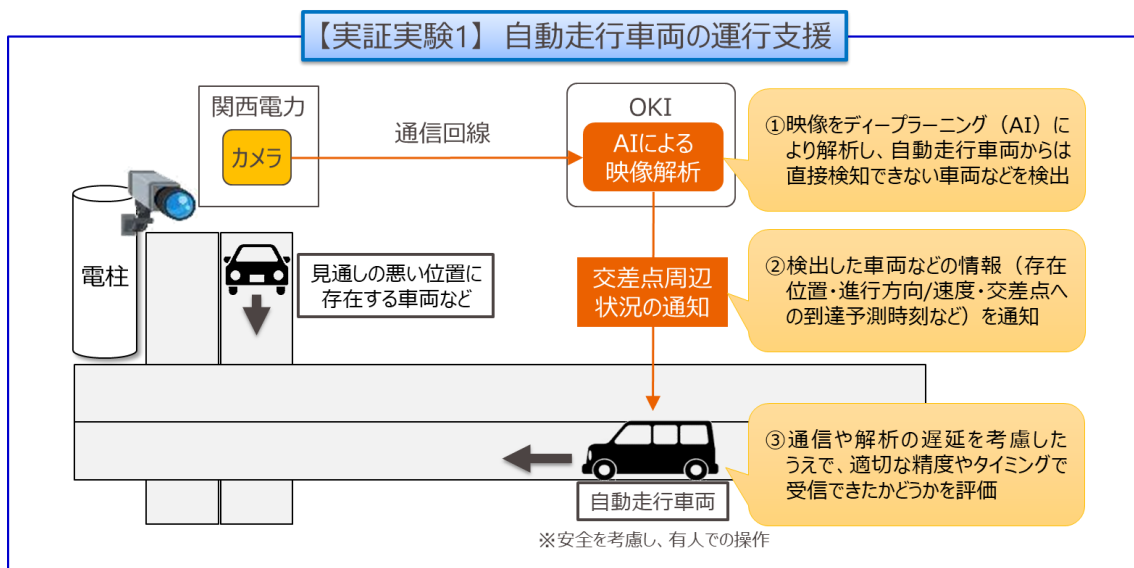 【実証実験1】 自動走行車両の運行支援
関西電力
カメラ
通信回線
OKI
AIによる
映像解析
①映像をディープラーニング（AI）に
より解析し、自動走行車両からは
直接検知できない車両などを検出
電柱
見通しの悪い位置に
存在する車両など
交差点周辺
状況の通知
②検出した車両などの情報（存在
位置・進行方向/速度・交差点へ
の到達予測時刻など）を通知
③通信や解析の遅延を考慮した
うえで、適切な精度やタイミングで
受信できたかどうかを評価
自動走行車両
※安全を考慮し、有人での操作